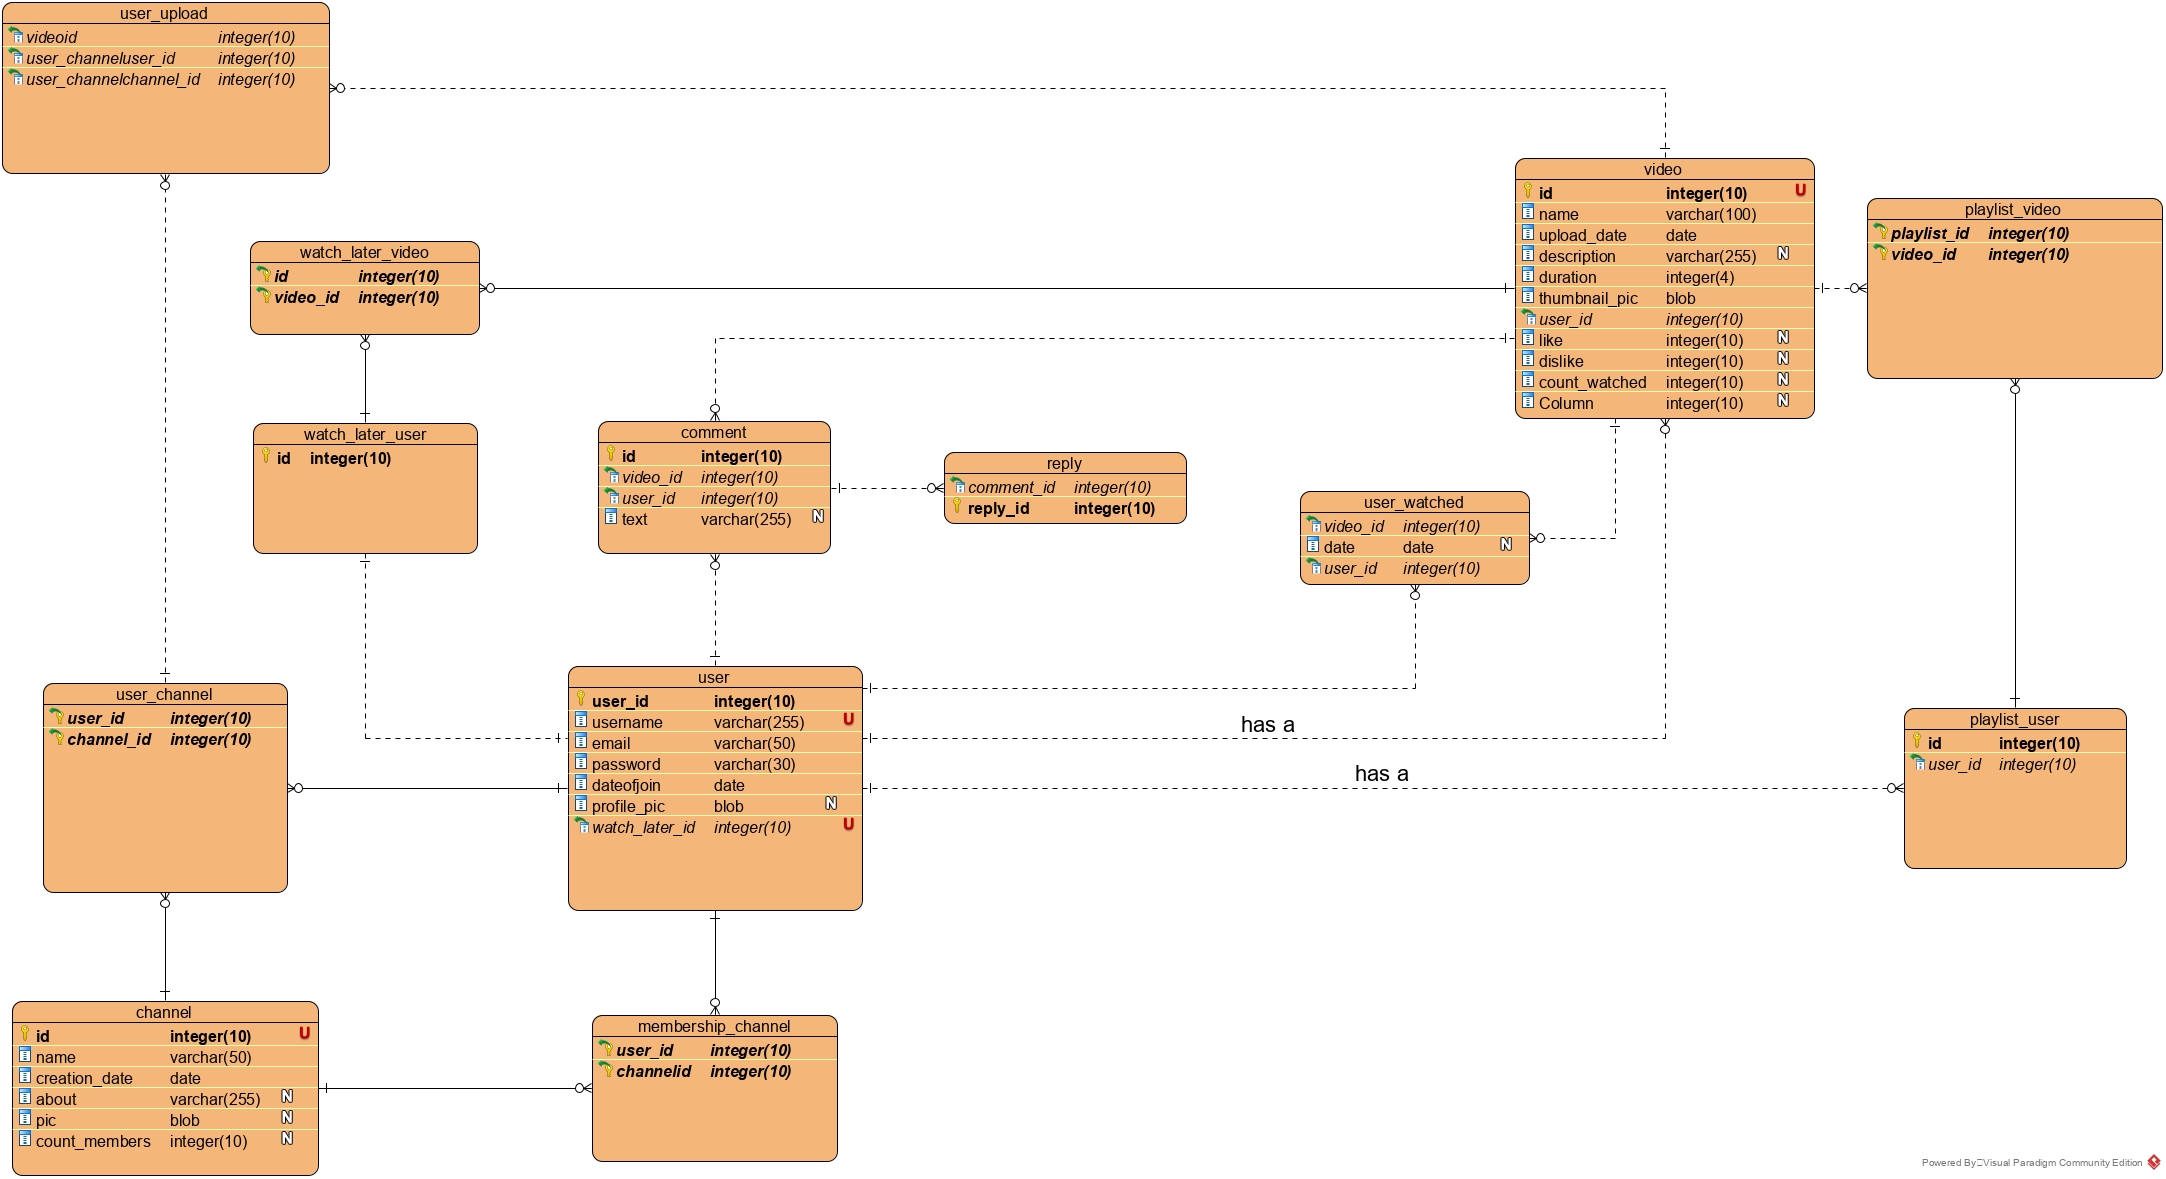 user_upload
videoid integer(10)
user_channeluser_id integer(10)
user_channelchannel_id integer(10)
video
id integer(10) U
name varchar(100)
upload_date date
description varchar(255) N
duration integer(4)
thumbnail_pic blob
user_id integer(10)
like integer(10) N
dislike integer(10) N
count_watched integer(10) N
Column integer(10) N
playlist_video
playlist_id integer(10)
video_id integer(10)
watch_later_video
id integer(10)
video_id integer(10)
watch_later_user
id integer(10)
comment
id integer(10)
video_id integer(10)
user_id integer(10)
text varchar(255) N
reply
comment_id integer(10)
reply_id integer(10)
user_watched
video_id integer(10)
date date N
user_id integer(10)
user_channel
user_id integer(10)
channel_id integer(10)
user
user_id integer(10)
username varchar(255) U
email varchar(50)
password varchar(30)
dateofjoin date
profile_pic blob N
watch_later_id integer(10) U
has a
has a
playlist_user
id integer(10)
user_id integer(10)
channel
id integer(10) U
name varchar(50)
creation_date date
about varchar(255) N
pic blob N
count_members integer(10) N
membership_channel
user_id integer(10)
channelid integer(10)
Powered By Visual Paradigm Community Edition